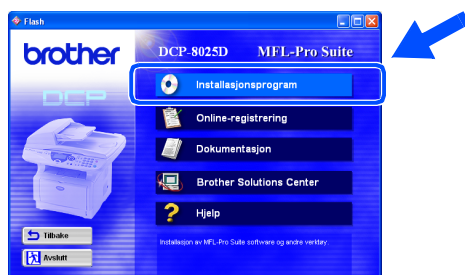 Flash
brother
DCP-8025D MFL-Pro Suite
DCP
Installasjonsprogram
Online-registrering
Dokumentasjon
Brother Solutions Center
Hjelp
Tilbake
Avslutt
Installasjon av MFL-Pro Suite software og andre verktøy.